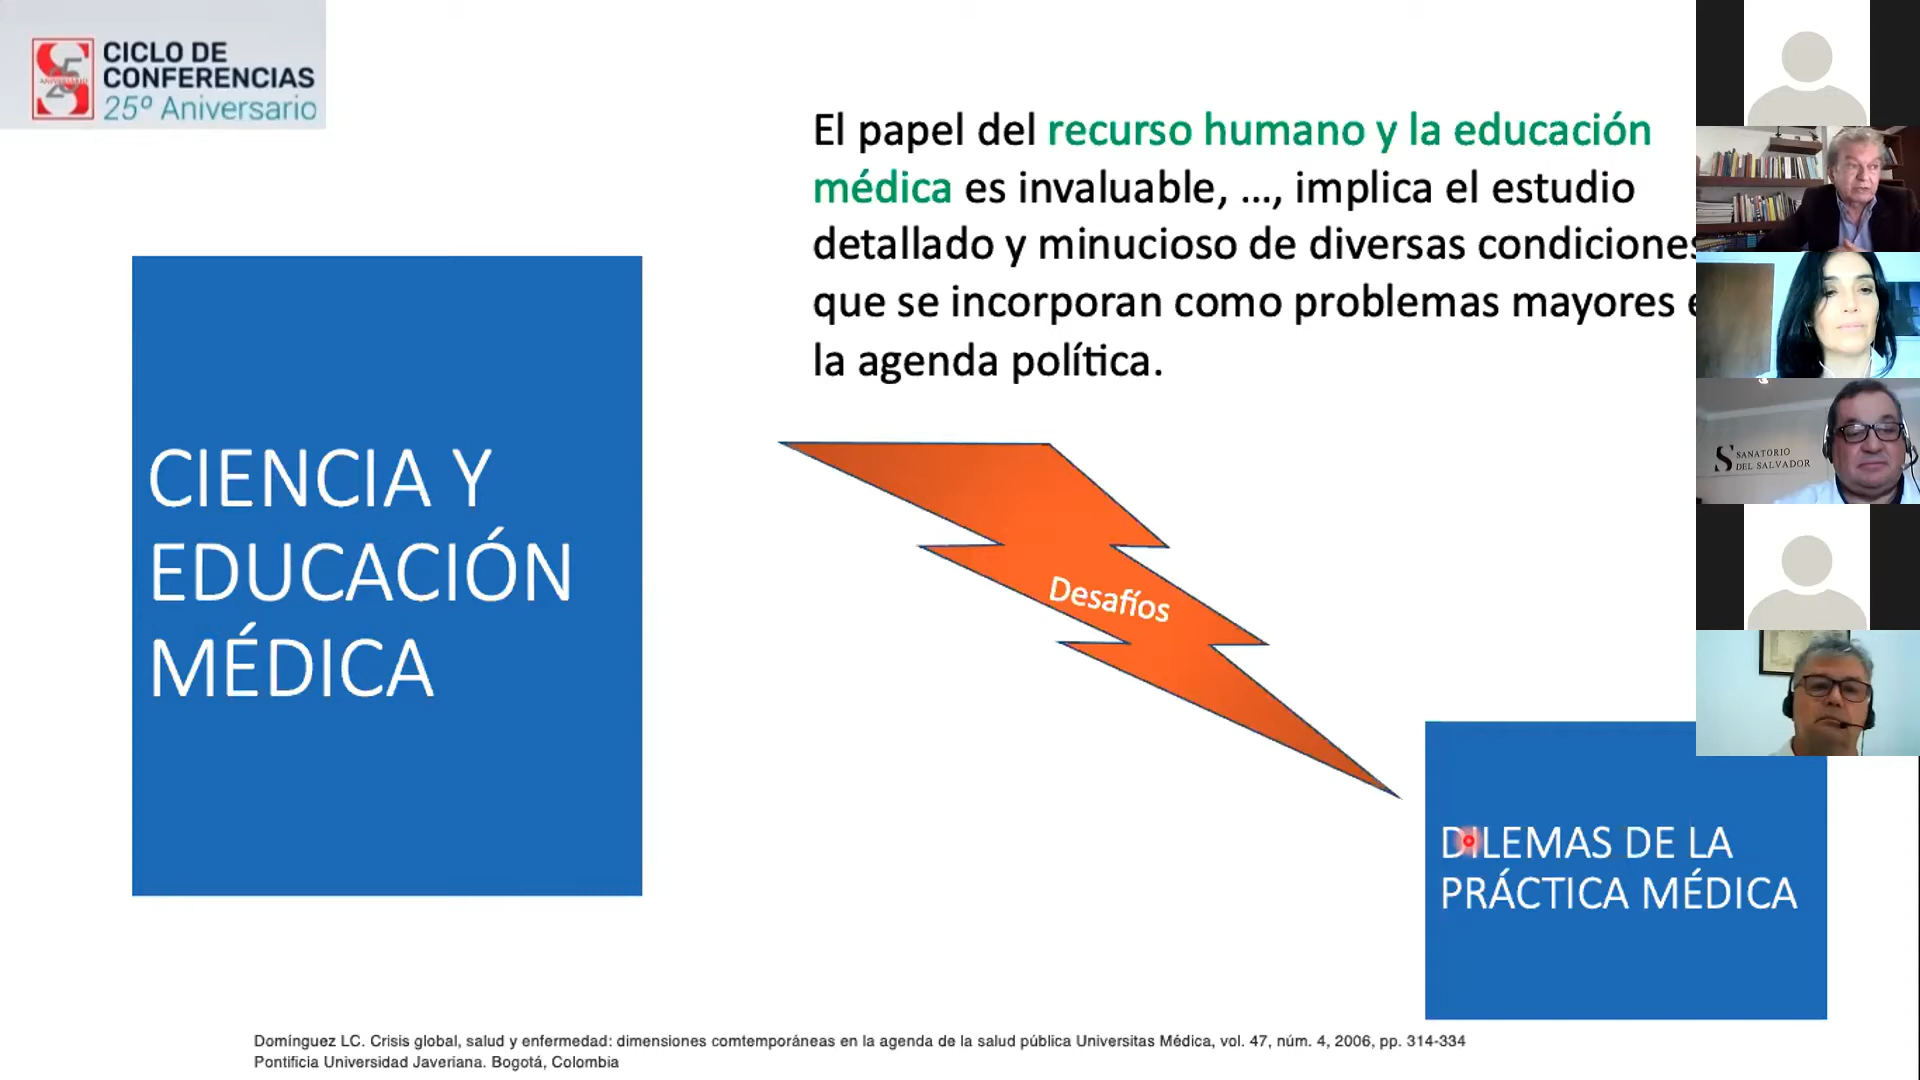 CICLO DE
CONFERENCIAS
25º Aniversario
El papel del recurso humano y la educación
médica es invaluable, ..., implica el estudio
detallado y minucioso de diversas condiciones
que se incorporan como problemas mayores
la agenda política.
CIENCIA Y
EDUCACIÓN
MÉDICA
Desafíos
SANATORIO
DEL SALVADOR
DILEMAS DE LA
PRÁCTICA MÉDICA
Domínguez LC. Crisis global, salud y enfermedad: dimensiones comtemporáneas en la agenda de la salud pública Universitas Médica, vol. 47, núm. 4, 2006, pp. 314-334
Pontificia Universidad Javeriana. Bogotá, Colombia